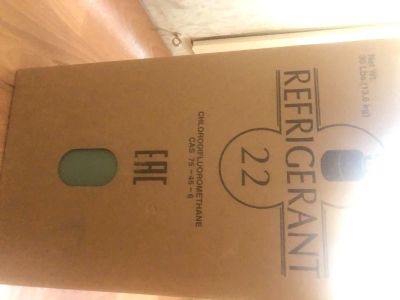 Net Wt.
30 Lbs (13,6 kg)
REFRIGERANT
22
CHLORODIFLUOROMETHANE
CAS 75-45-6
EAC